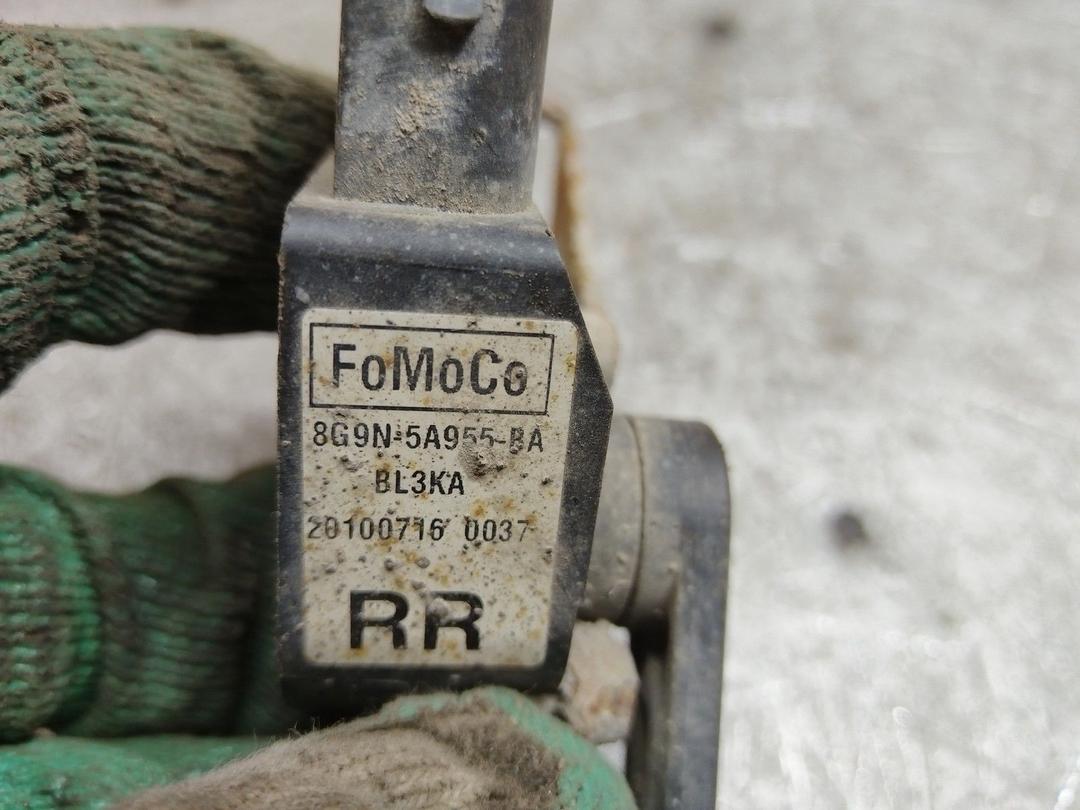 FoMoCo
8G9N-5A955-BA
BL3KA
20100716 0037
RR